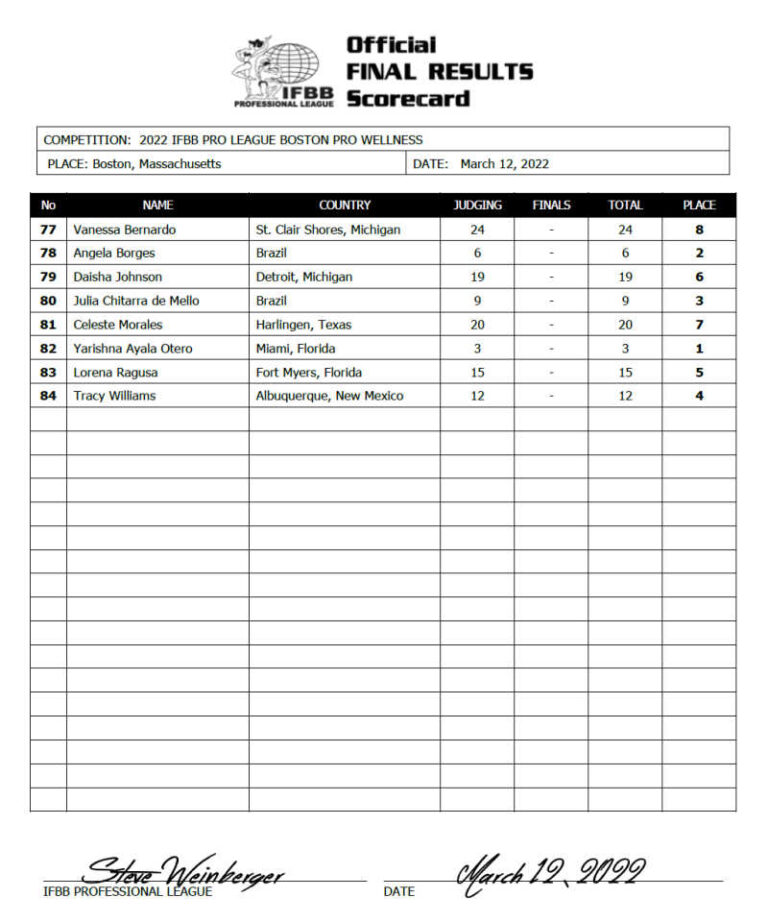 Official
FINAL RESULTS
Scorecard
IFBB
PROFESSIONAL LEAGUE
COMPETITION: 2022 IFBB PRO LEAGUE BOSTON PRO WELLNESS
PLACE: Boston, Massachusetts DATE: March 12, 2022
No NAME COUNTRY JUDGING FINALS TOTAL PLACE
77 Vanessa Bernardo St. Clair Shores, Michigan 24 - 24 8
78 Angela Borges Brazil 6 - 6 2
79 Daisha Johnson Detroit, Michigan 19 - 19 6
80 Julia Chitarra de Mello Brazil 9 - 9 3
81 Celeste Morales Harlingen, Texas 20 - 20 7
82 Yarishna Ayala Otero Miami, Florida 3 - 3 1
83 Lorena Ragusa Fort Myers, Florida 15 - 15 5
84 Tracy Williams Albuquerque, New Mexico 12 - 12 4
Steve Weinberger March 12, 2022
IFBB PROFESSIONAL LEAGUE DATE